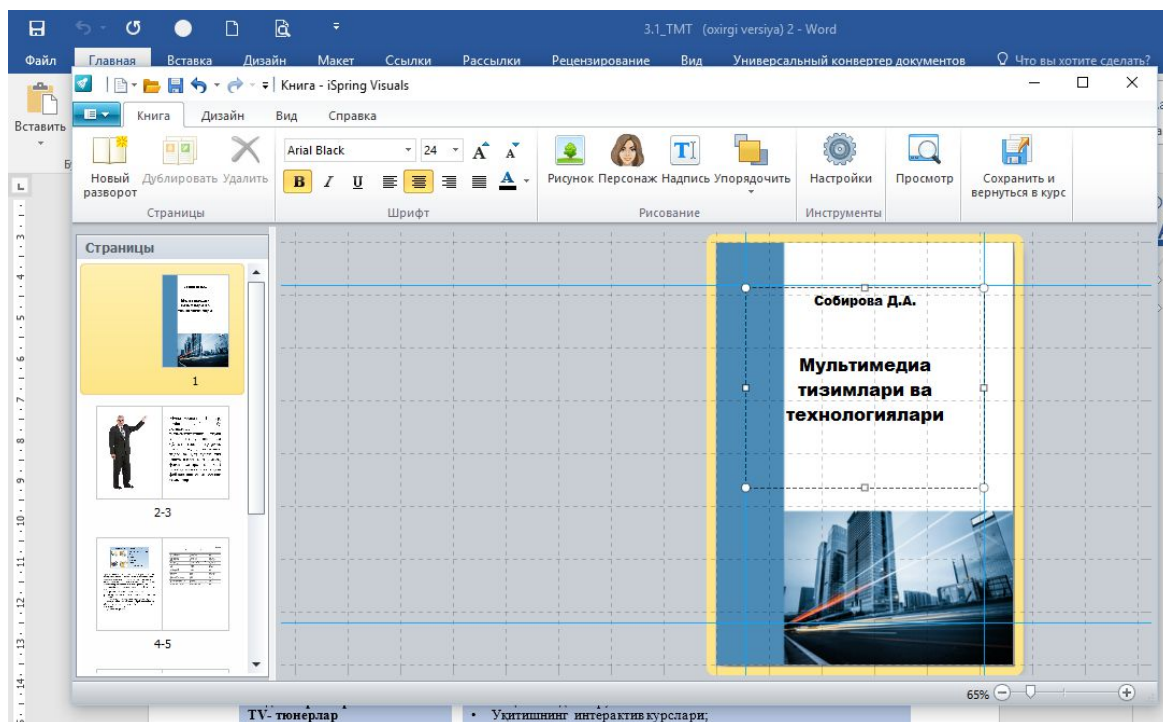 3.1_TMT (oxirgi versiya) 2 - Word
Файл Главная Вставка Дизайн Макет Ссылки Рассылки Рецензирование Вид Универсальный конвертер документов Что вы хотите сделать?
Вставить
Книга - iSpring Visuals
Книга Дизайн Вид Справка
Новый разворот
Дублировать
Удалить
Страницы
Arial Black 24
Шрифт
Рисунок Персонаж Надпись Упорядочить
Рисование
Настройки
Инструменты
Просмотр
Сохранить и
вернуться в курс
Страницы
1
2-3
4-5
Собирова Д.А.
Мультимедиа
тизимлари ва
технологиялари
65%
TV- тюнерлар
• Уқитишнинг интерактив курслари;